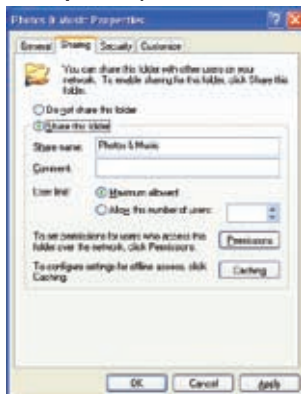 Photos & Music Properties
General Sharing Security Customize
You can share this folder with other users on your
network. To enable sharing for this folder, click Share this
folder.
Do not share this folder
Share this folder
Share name: Photos & Music
Comment:
User limit: Maximum allowed
Allow this number of users:
To set permissions for users who access this
folder over the network, click Permissions.
Permissions
To configure settings for offline access, click
Caching.
Caching
OK Cancel Apply